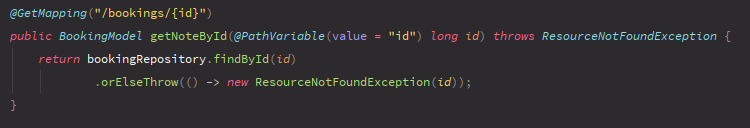 @GetMapping("/bookings/{id}")
public BookingModel getNoteById(@PathVariable(value = "id") long id) throws ResourceNotFoundException {
    return bookingRepository.findById(id)
            .orElseThrow(() -> new ResourceNotFoundException(id));
}